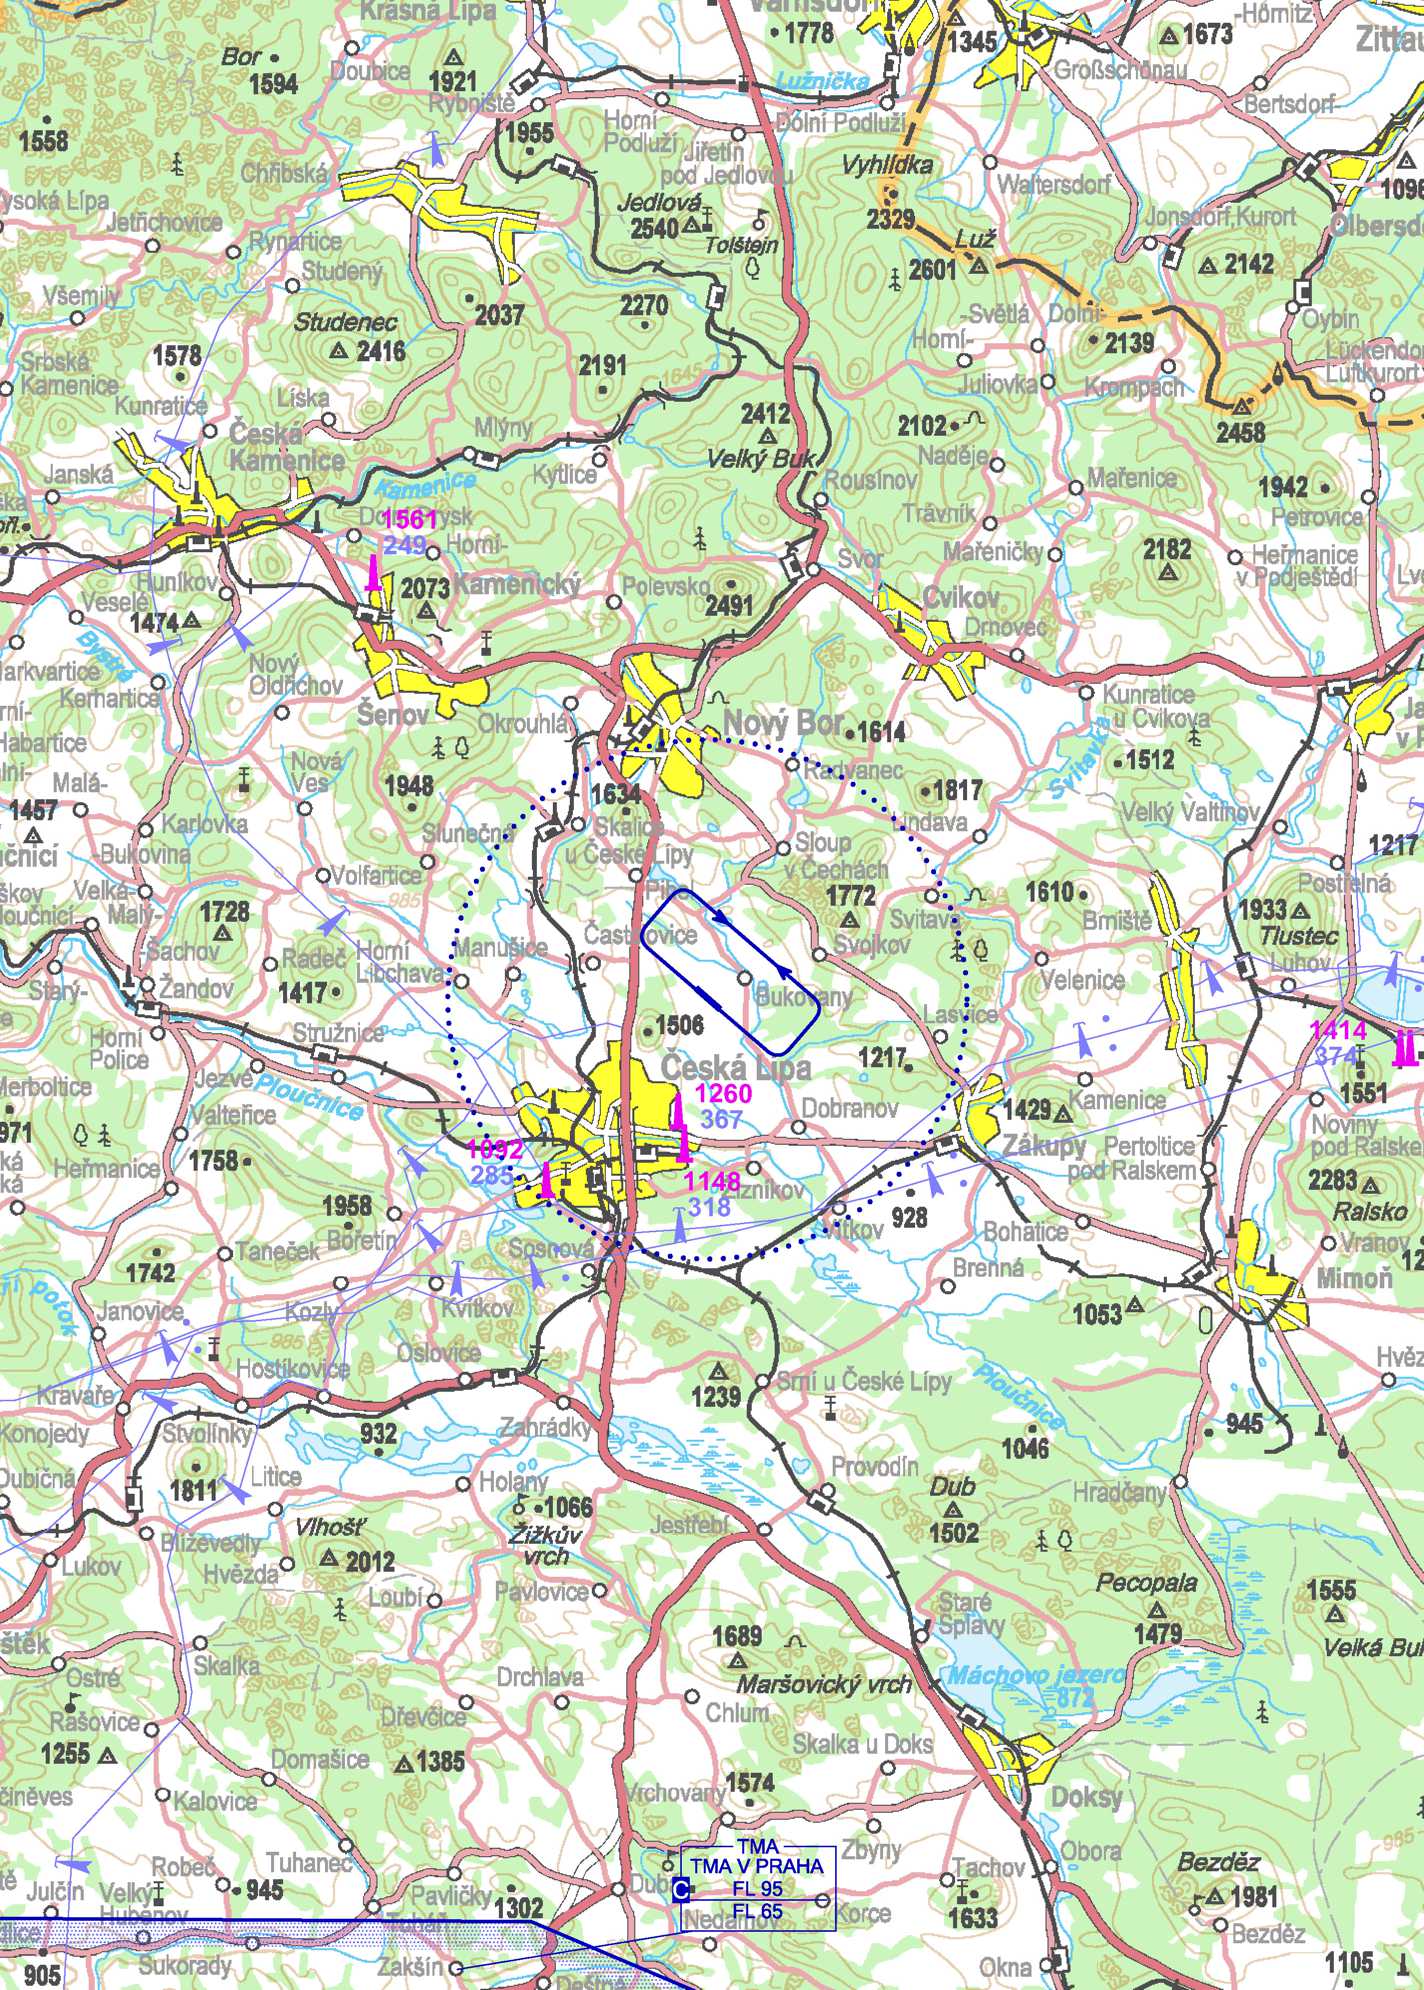 Krásná Lípa
Varnsdorf
1778
1345
-Hörnitz
1673
Zittau
Bor
1594
Doubice
1921
Rybniště
Lužnička
Großschönau
Bertsdorf-
1558
1955
Horní
Podluží
Jiřetín
pod Jedlovou
Dolní Podluží
Vyhlídka
2329
Waltersdorf
1096
Chřibská
Vysoká Lípa
Jetřichovice
Rynartice
Studený
Jedlová
2540
Tolštejn
Luž
2601
Jonsdorf, Kurort
2142
Olbersdorf
Všemily
2037
2270
Studenec
2416
-Světlá
Dolní-
Horní-
2139
Oybin
Lückendorf
Luftkurort
Srbská
Kamenice
1578
Kunratice
2191
1645
Juliovka
Krompach
Líska
Česká
Kamenice
Mlýny
Kytlice
2412
Velký Buk
2102
Naděje
2458
Janská
Kamenice
Rousínov
Trávník
Mařenice
1942
Petrovice
1561
249
Horní-
Mařeničky
2182
Heřmanice
v Podještědí
Svor
Huníkov
Veselé
1474
2073
Kamenický
Polevsko
2491
Cvikov
Drnovec
Bystrá
Markvartice
Kerhartice
Nový
Oldřichov
Šenov
Okrouhlá
Nový Bor
1614
Kunratice
u Cvikova
1512
Svitavka
Habartice
Malá-
1457
Nová
Ves
1948
1634
Radvanec
1817
Lindava
Velký Valtinov
1217
Karlovka
-Bukovina
Slunečná
Skalice
u České Lípy
Sloup
v Čechách
Velká-
Malý-
Šachov
Volfartice
985
Pihel
1772
Svitava
1610
Brniště
Postřelná
1933
Tlustec
Luhov
1728
Radeč
Horní
Libchava
Manušice
Častolovice
Svojkov
Velenice
Starý-
Žandov
1417
Stružnice
Bukovany
Lasvice
Horní
Police
1506
Česká Lípa
1217
1414
374
1551
Merboltice
971
Jezvé
Ploučnice
Valteřice
1260
367
Dobranov
1429
Kamenice
Noviny
pod Ralskem
Heřmanice
1758
1092
285
1148
318
Zákupy
Pertoltice
pod Ralskem
2283
Ralsko
Vranov
1958
Bořetín
928
Vítkov
Bohatice
1742
Taneček
Sosnová
Brenná
Mimoň
Janovice
Kozly
Kvítkov
1053
985
Hostíkovice
Oslovice
1239
Srní u České Lípy
Ploučnice
Kravaře
Konojedy
Stvolínky
932
Zahrádky
1046
945
Dubičná
1811
Litice
Holany
Provodín
Hradčany
1066
Žižkův
vrch
Jestřebí
Dub
1502
Blíževedly
Vlhošť
2012
Lukov
Hvězda
Loubí
Pavlovice
Pecopala
1479
1555
Staré
Splavy
1689
Maršovický vrch
Máchovo jezero
872
Skalka
Ostré
Drchlava
Rašovice
Dřevčice
Chlum
1255
Domašice
1385
Skalka u Doks
Kalovice
Vrchovany
1574
Doksy
Zbyny
Obora
Tuhanec
Robeč
945
Julčín
Velký
Hubenov
Pavličky
1302
TMA
TMA V PRAHA
FL 95
FL 65
C
Tachov
1633
Korce
Nedamov
Bezděz
1981
Bezděz
905
Sukorady
Zakšín
Okna
1105